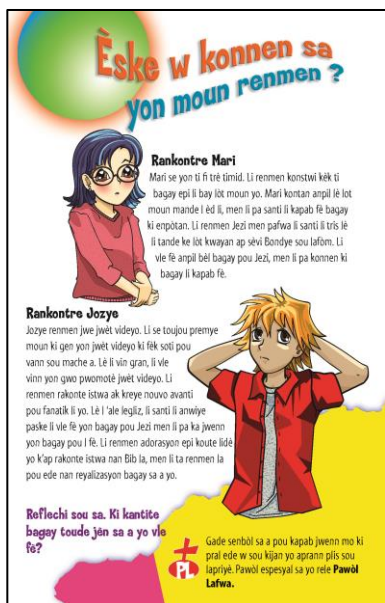 Èske w konnen sa
yon moun renmen ?
Rankontre Mari
Mari se yon ti fi trè timid. Li renmen konstwi kèk ti
bagay epi li bay lòt moun yo. Mari kontan anpil lè lot
moun mande l èd li, men li pa santi li kapab fè bagay
ki enpòtan. Li renmen Jezi men pafwa li santi li tris lè
li tande ke lòt kwayan ap sèvi Bondye sou lafòm. Li
vle fè anpil bèl bagay pou Jezi, men li pa konnen ki
bagay li kapab fè.
Rankontre Jozye
Jozye renmen jwe jwèt videyo. Li se toujou premye
moun ki gen yon jwèt videyo ki fèk soti pou
vann sou mache a. Lè li vin gran, li vle
vinn yon gwo pwomotè jwèt videyo. Li
renmen rakonte istwa ak kreye nouvo avanti
pou fanatik li yo. Lè l 'ale legliz, li santi li anwiye
paske li vle fè yon bagay pou Jezi men li pa ka jwenn
yon bagay pou l fè. Li renmen adorasyon epi koute lidè
yo k'ap rakonte istwa nan Bib la, men li ta renmen la
pou ede nan reyalizasyon bagay sa a yo.
Reflechi sou sa. Ki kantite
bagay toude jèn sa a yo vle
fè?
PL
Gade senbòl sa a pou kapab jwenn mo ki
pral ede w sou kijan yo aprann plis sou
lapriyè. Pawòl espesyal sa yo rele Pawòl
Lafwa.